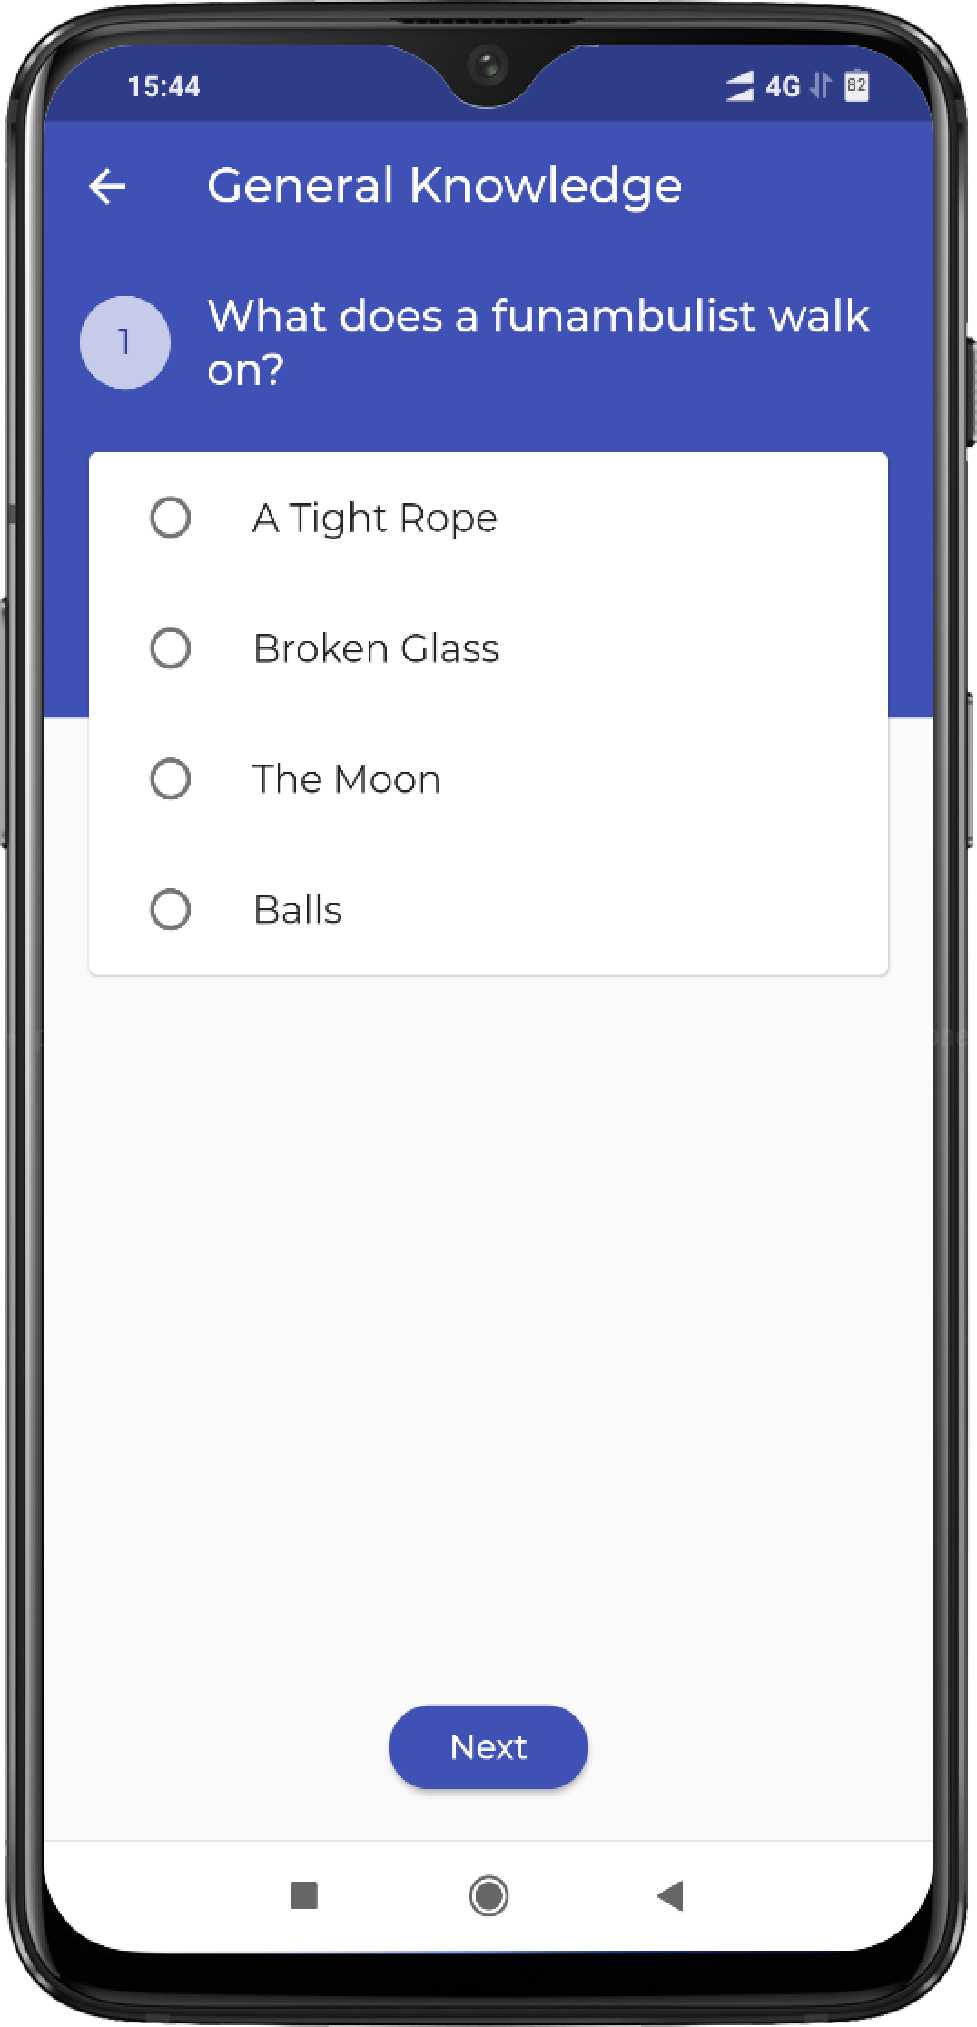 15:44 4G 82
General Knowledge
1
What does a funambulist walk
on?
A Tight Rope
Broken Glass
The Moon
Balls
Next